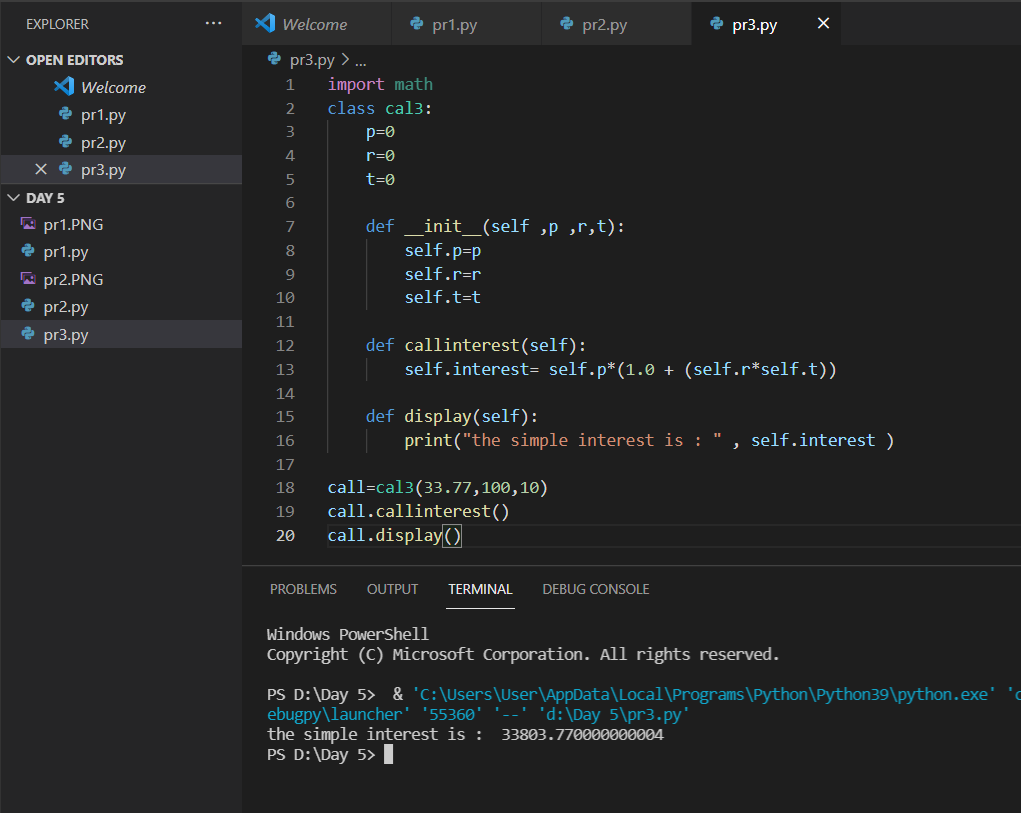 EXPLORER ...
OPEN EDITORS
Welcome
pr1.py
pr2.py
pr3.py
DAY 5
pr1.PNG
pr1.py
pr2.PNG
pr2.py
pr3.py
Welcome pr1.py pr2.py pr3.py
pr3.py > ...
1 import math
2 class cal3:
3     p=0
4     r=0
5     t=0
6
7     def __init__(self ,p ,r,t):
8         self.p=p
9         self.r=r
10         self.t=t
11
12     def callinterest(self):
13         self.interest= self.p*(1.0 + (self.r*self.t))
14
15     def display(self):
16         print("the simple interest is : " , self.interest )
17
18 call=cal3(33.77,100,10)
19 call.callinterest()
20 call.display()
PROBLEMS OUTPUT TERMINAL DEBUG CONSOLE
Windows PowerShell
Copyright (C) Microsoft Corporation. All rights reserved.
PS D:\Day 5>  & 'C:\Users\User\AppData\Local\Programs\Python\Python39\python.exe' '
ebugpy\launcher' '55360' '--' 'd:\Day 5\pr3.py'
the simple interest is :  33803.770000000004
PS D:\Day 5>